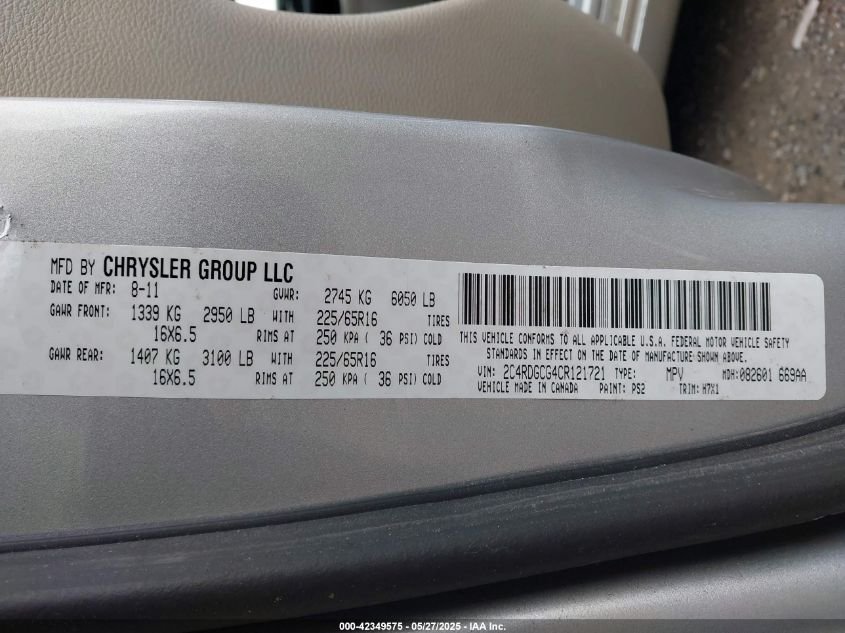 MFD BY CHRYSLER GROUP LLC
DATE OF MFR: 8-11 GVWR: 2745 KG 6050 LB
GAWR FRONT: 1339 KG 2950 LB WITH 225/65R16 TIRES
16X6.5 RIMS AT 250 KPA ( 36 PSI) COLD
GAWR REAR: 1407 KG 3100 LB WITH 225/65R16 TIRES
16X6.5 RIMS AT 250 KPA ( 36 PSI) COLD
THIS VEHICLE CONFORMS TO ALL APPLICABLE U.S.A. FEDERAL MOTOR VEHICLE SAFETY
STANDARDS IN EFFECT ON THE DATE OF MANUFACTURE SHOWN ABOVE.
VIN: 2C4RDGCG4CR121721 TYPE: MPV MDH: 082601 669AA
VEHICLE MADE IN CANADA PAINT: PS2 TRIM: H7X1
000-42349575 - 05/27/2025 - IAA Inc.